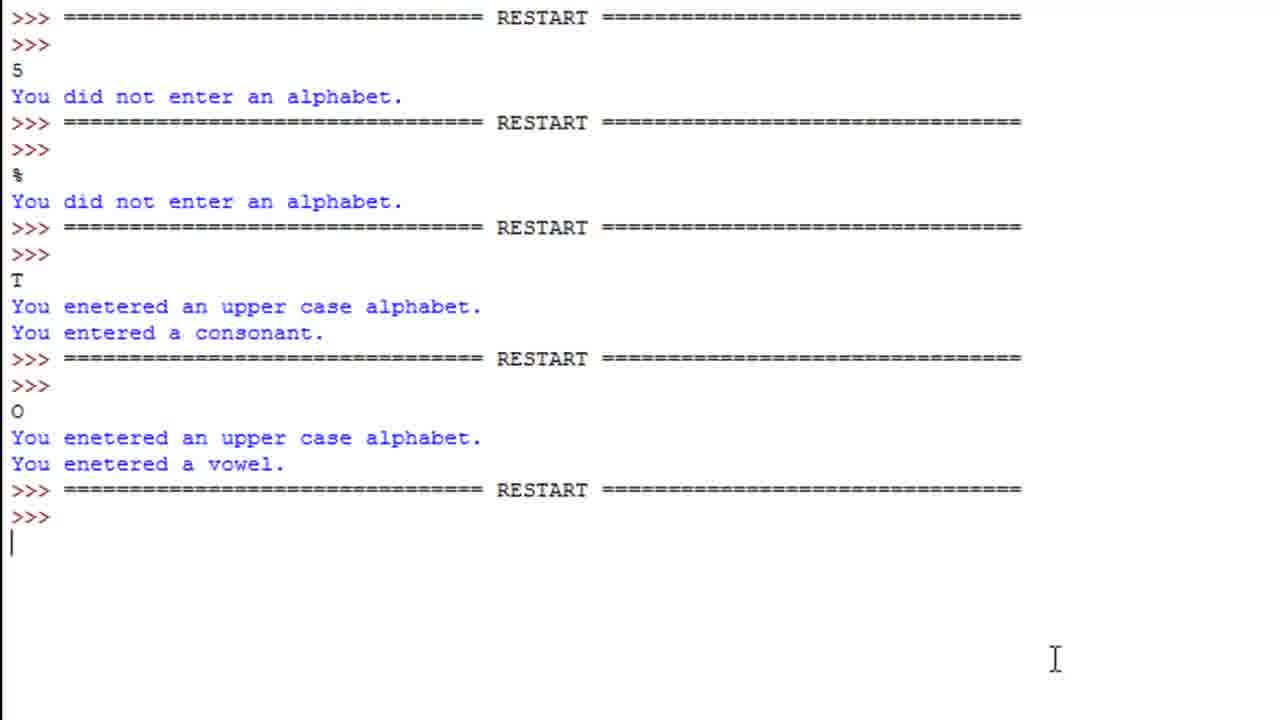 >>> ================================ RESTART ================================
>>>
5
You did not enter an alphabet.
>>> ================================ RESTART ================================
>>>
%
You did not enter an alphabet.
>>> ================================ RESTART ================================
>>>
T
You enetered an upper case alphabet.
You entered a consonant.
>>> ================================ RESTART ================================
>>>
O
You enetered an upper case alphabet.
You enetered a vowel.
>>> ================================ RESTART ================================
>>>